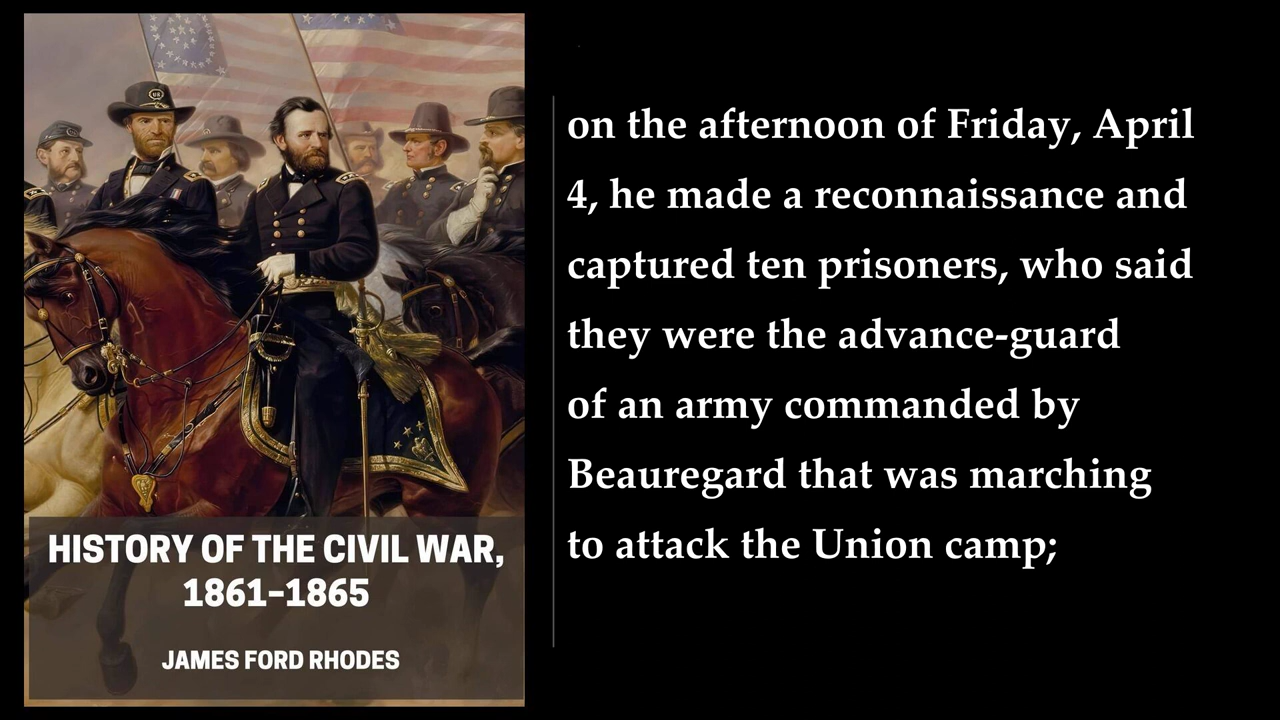 on the afternoon of Friday, April
4, he made a reconnaissance and
captured ten prisoners, who said
they were the advance-guard
of an army commanded by
Beauregard that was marching
to attack the Union camp;
HISTORY OF THE CIVIL WAR,
1861–1865
JAMES FORD RHODES